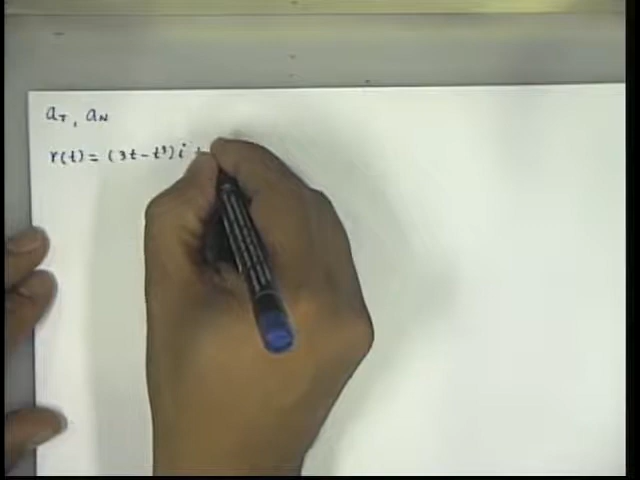 a_T, a_N
r(t) = (3t - t³) i +